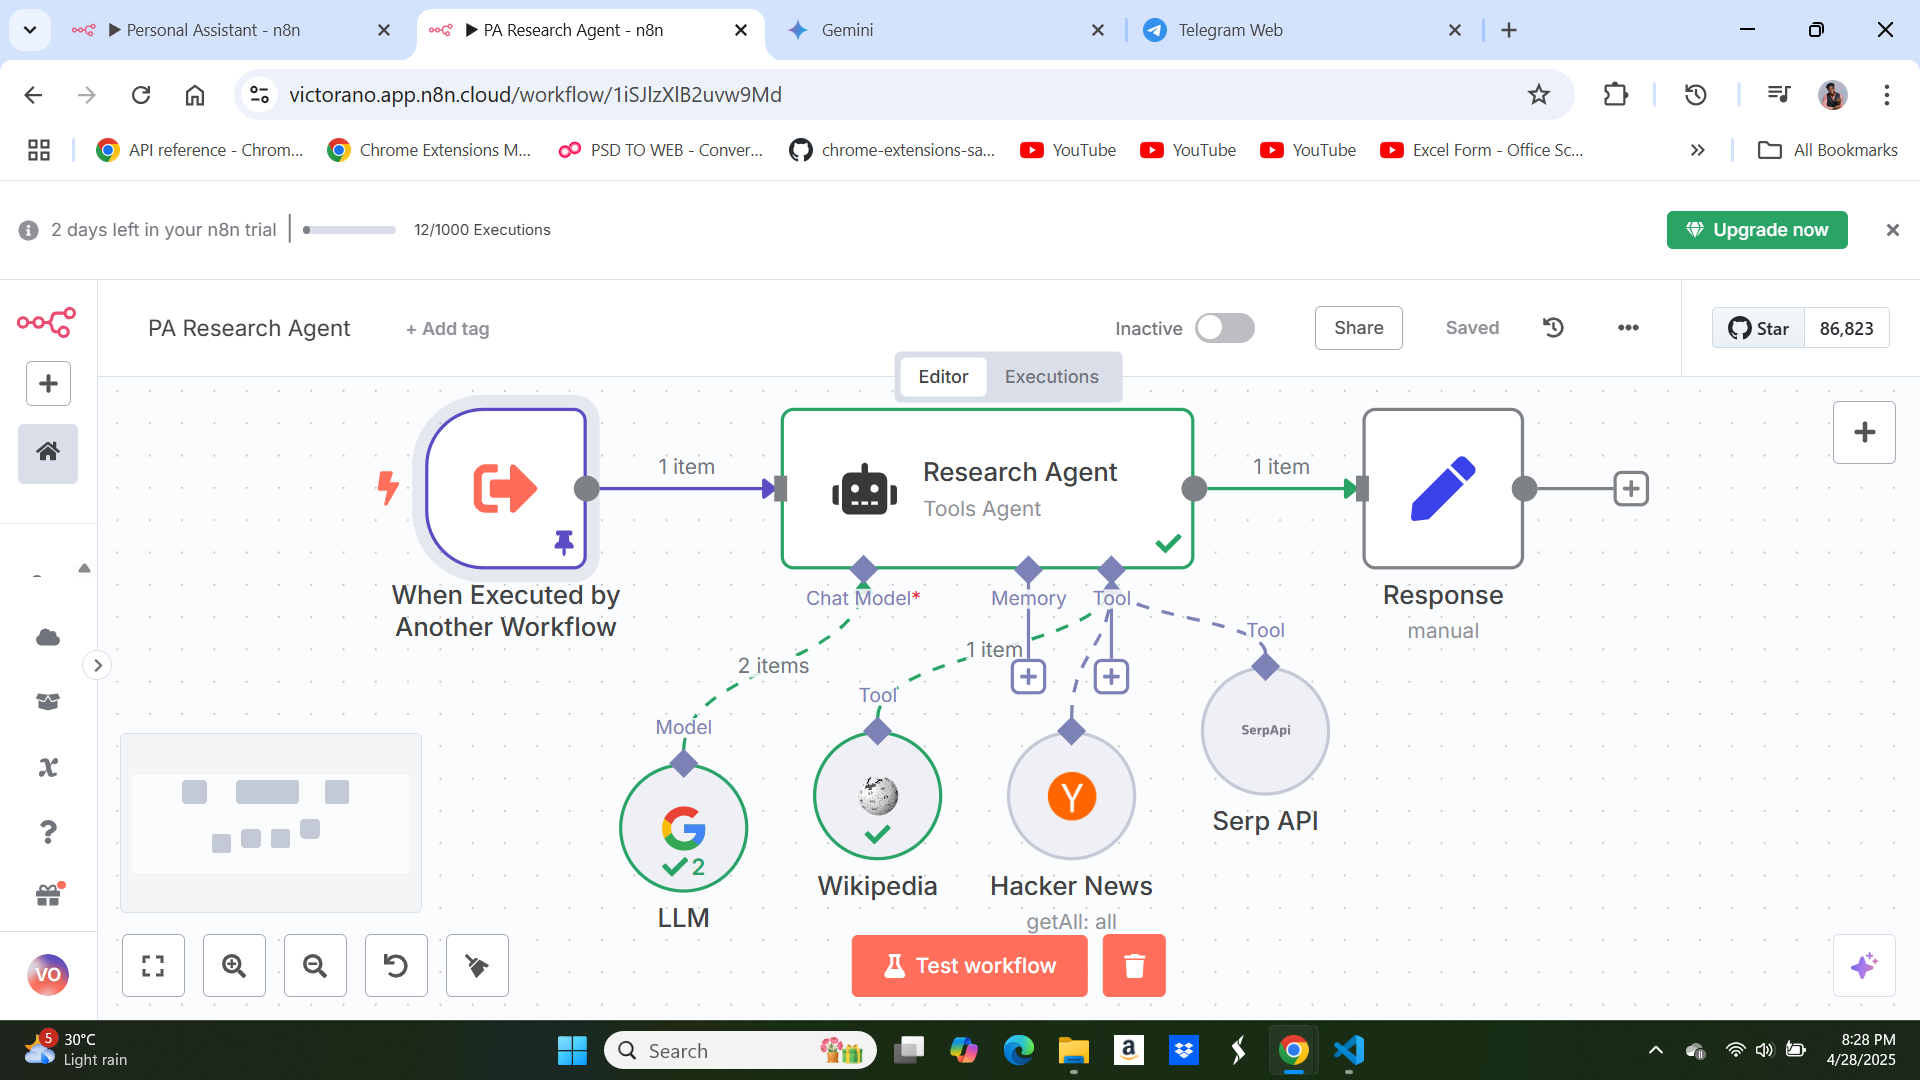 Personal Assistant - n8n
PA Research Agent - n8n
Gemini
Telegram Web
victorano.app.n8n.cloud/workflow/1iSJlzXlB2uvw9Md
API reference - Chrom...
Chrome Extensions M...
PSD TO WEB - Conver...
chrome-extensions-sa...
YouTube
YouTube
YouTube
Excel Form - Office Sc...
All Bookmarks
2 days left in your n8n trial
12/1000 Executions
Upgrade now
PA Research Agent
+ Add tag
Inactive
Share
Saved
Star
86,823
Editor
Executions
1 item
Research Agent
Tools Agent
1 item
When Executed by
Another Workflow
Chat Model*
Memory
Tool
Response
manual
Tool
1 item
2 items
Tool
Model
SerpApi
Y
2
Serp API
Wikipedia
Hacker News
getAll: all
LLM
VO
Test workflow
5
30°C
Light rain
Search
a
8:28 PM
4/28/2025